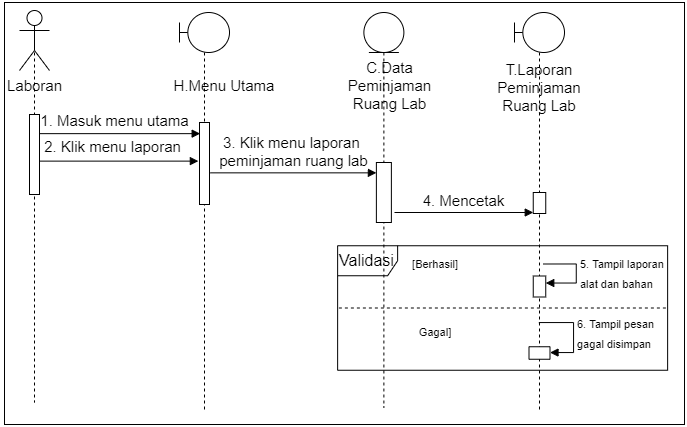 Laboran
H.Menu Utama
C.Data
Peminjaman
Ruang Lab
T.Laporan
Peminjaman
Ruang Lab
1. Masuk menu utama
2. Klik menu laporan
3. Klik menu laporan
peminjaman ruang lab
4. Mencetak
Validasi
[Berhasil]
5. Tampil laporan
alat dan bahan
Gagal]
6. Tampil pesan
gagal disimpan